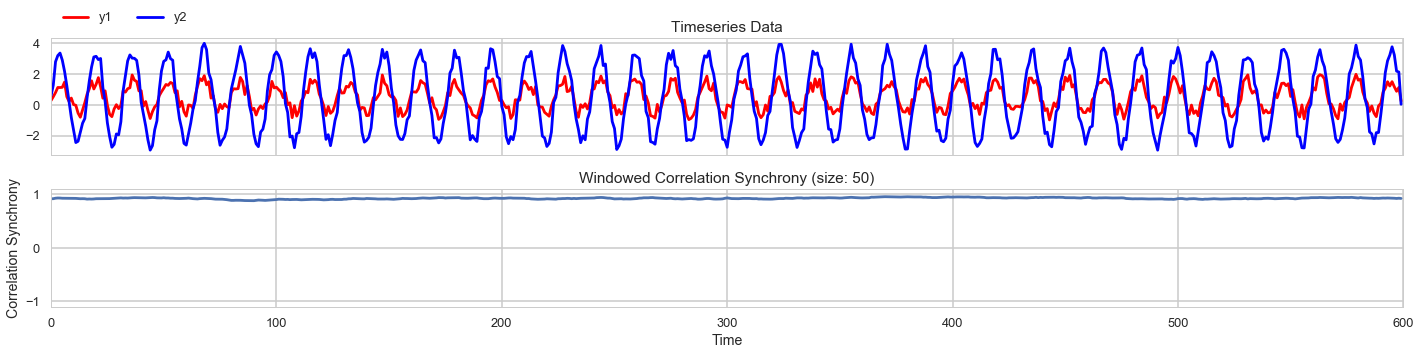 y1 y2
Timeseries Data
4
2
0
−2
Windowed Correlation Synchrony (size: 50)
Correlation Synchrony
1
0
−1
0 100 200 300 400 500 600
Time